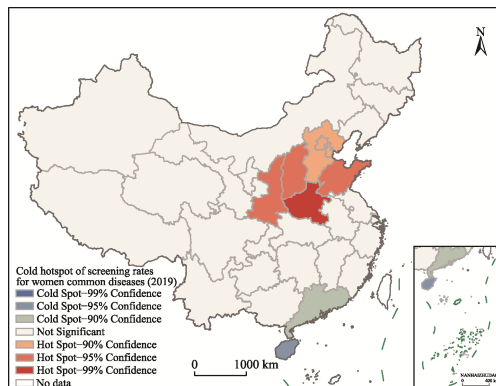 N
Cold hotspot of screening rates
for women common diseases (2019)
Cold Spot–99% Confidence
Cold Spot–95% Confidence
Cold Spot–90% Confidence
Not Significant
Hot Spot–90% Confidence
Hot Spot–95% Confidence
Hot Spot–99% Confidence
No data
0 1000 km